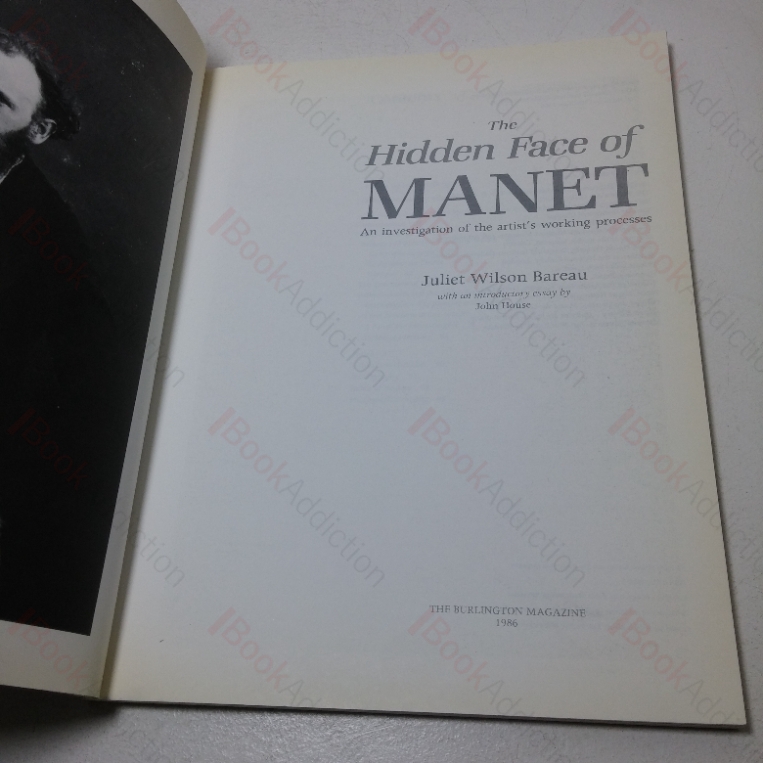 The
Hidden Face of
MANET
An investigation of the artist's working processes
Juliet Wilson Bareau
with an introductory essay by
John House
THE BURLINGTON MAGAZINE
1986
BookAddiction